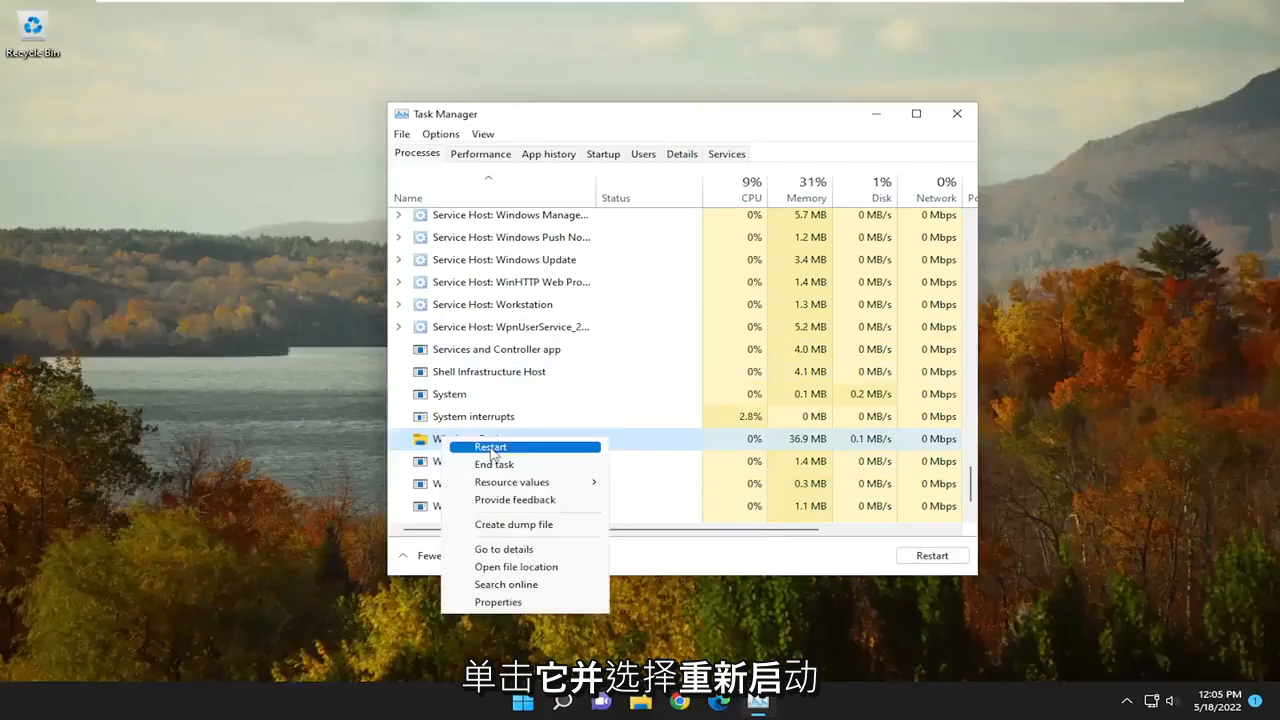 Recycle Bin
Task Manager
File Options View
Processes Performance App history Startup Users Details Services
9% 31% 1% 0%
Name Status CPU Memory Disk Network
Service Host: Windows Manage... 0% 5.7 MB 0 MB/s 0 Mbps
Service Host: Windows Push No... 0% 1.2 MB 0 MB/s 0 Mbps
Service Host: Windows Update 0% 3.4 MB 0 MB/s 0 Mbps
Service Host: WinHTTP Web Pro... 0% 1.4 MB 0 MB/s 0 Mbps
Service Host: Workstation 0% 1.3 MB 0 MB/s 0 Mbps
Service Host: WpnUserService_2... 0% 5.2 MB 0 MB/s 0 Mbps
Services and Controller app 0% 4.0 MB 0 MB/s 0 Mbps
Shell Infrastructure Host 0% 4.1 MB 0 MB/s 0 Mbps
System 0% 0.1 MB 0.2 MB/s 0 Mbps
System interrupts 2.8% 0 MB 0 MB/s 0 Mbps
0% 36.9 MB 0.1 MB/s 0 Mbps
W 0% 1.4 MB 0 MB/s 0 Mbps
W 0% 0.3 MB 0 MB/s 0 Mbps
W 0% 1.1 MB 0 MB/s 0 Mbps
Restart
End task
Resource values
Provide feedback
Create dump file
Go to details
Open file location
Search online
Properties
Fewe
Restart
单击它并选择重新启动
12:05 PM
5/18/2022
1